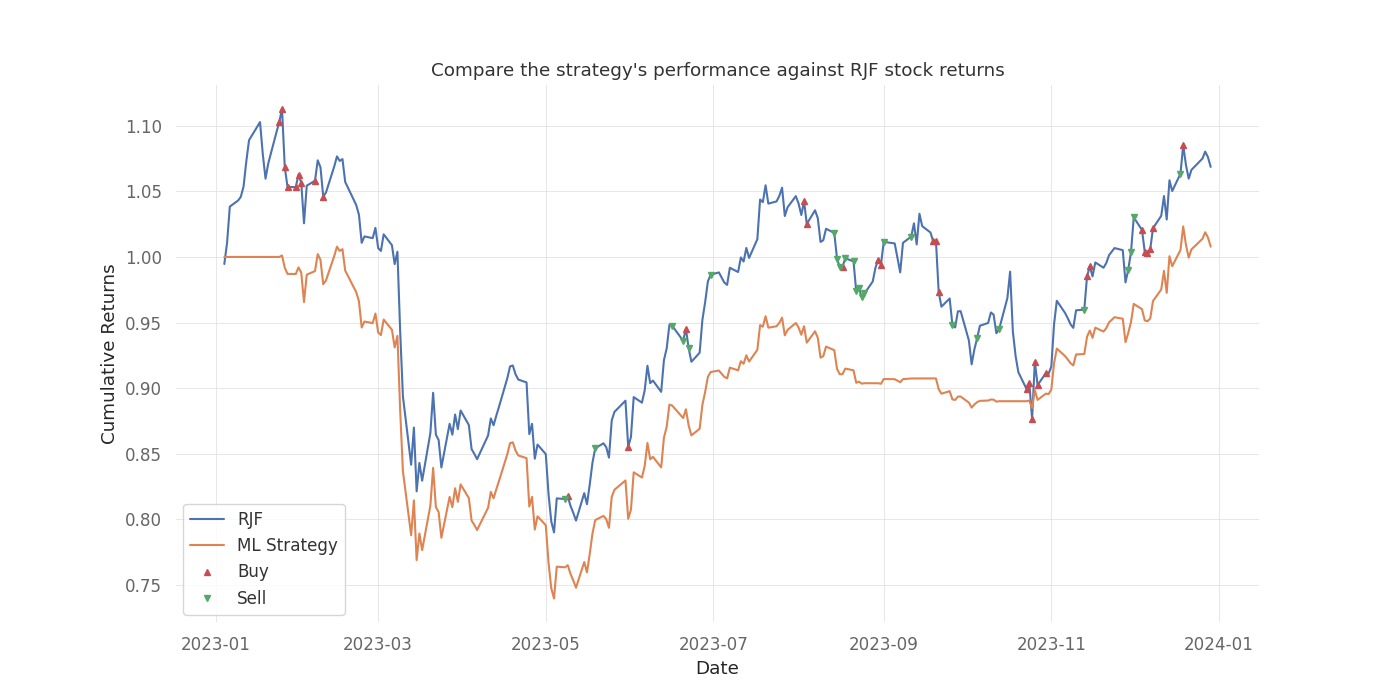 Compare the strategy's performance against RJF stock returns
Cumulative Returns
1.10
1.05
1.00
0.95
0.90
0.85
0.80
0.75
RJF
ML Strategy
Buy
Sell
2023-01
2023-03
2023-05
2023-07
2023-09
2023-11
2024-01
Date